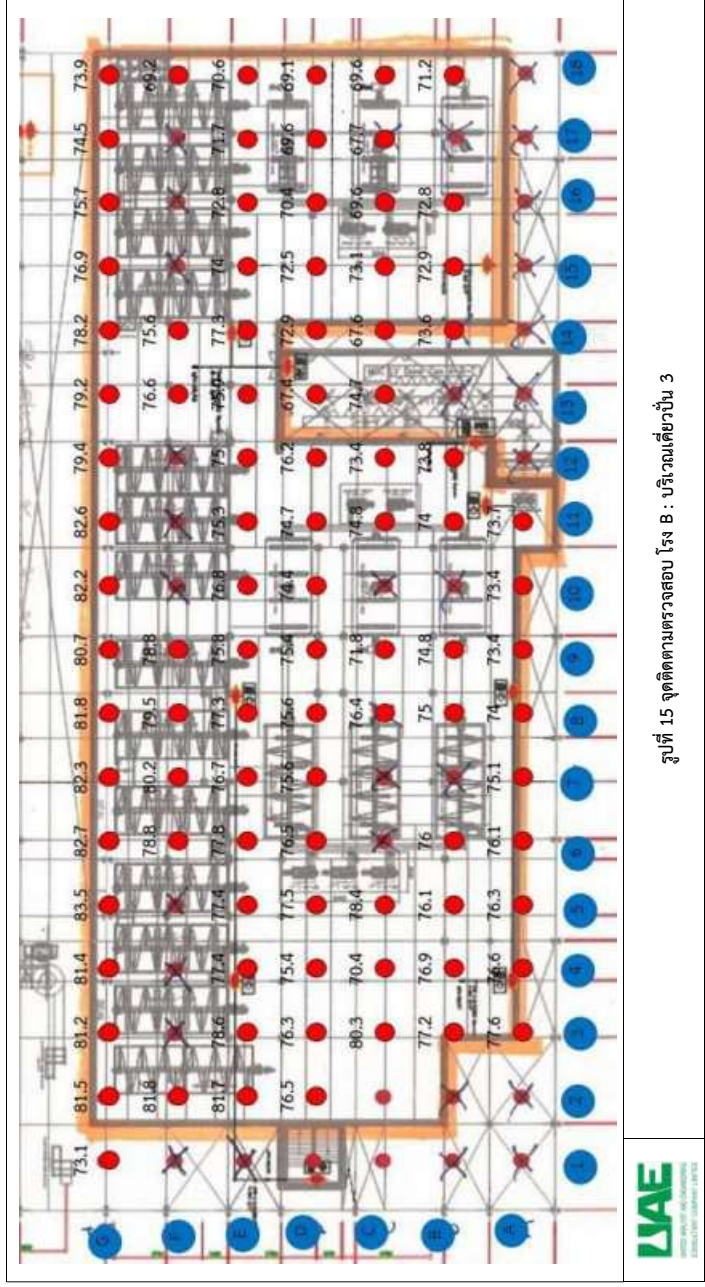 73.1 81.5 81.2 81.4 83.5 82.7 82.3 81.8 80.7 82.2 82.6 79.4 79.2 78.2 76.9 75.7 74.5 73.9
G
81.8 78.8 80.2 79.5 78.8 76.6 75.6 69.2
F
81.7 78.6 77.4 77.4 77.8 76.7 77.3 75.8 76.8 75.3 75 77.3 74 72.8 71.7 70.6
E
76.5 76.3 75.4 77.5 76.5 75.6 75.6 75.4 74.4 74.7 76.2 67.4 72.9 72.5 70.4 69.6 69.1
D
80.3 70.4 78.4 76.4 71.8 74.8 73.4 74.7 67.6 73.1 69.6 67.7 69.6
C
77.2 76.9 76.1 76 75 74.8 74 73.8 73.6 72.9 72.8 71.2
B
77.6 76.6 76.3 76.1 75.1 74 73.4 73.4 73.7
A
1 2 3 4 5 6 7 8 9 10 11 12 13 14 15 16 17 18
UAE
รูปที่ 15 จุดติดตามตรวจสอบ โรง B : บริเวณเคี่ยวปั่น 3